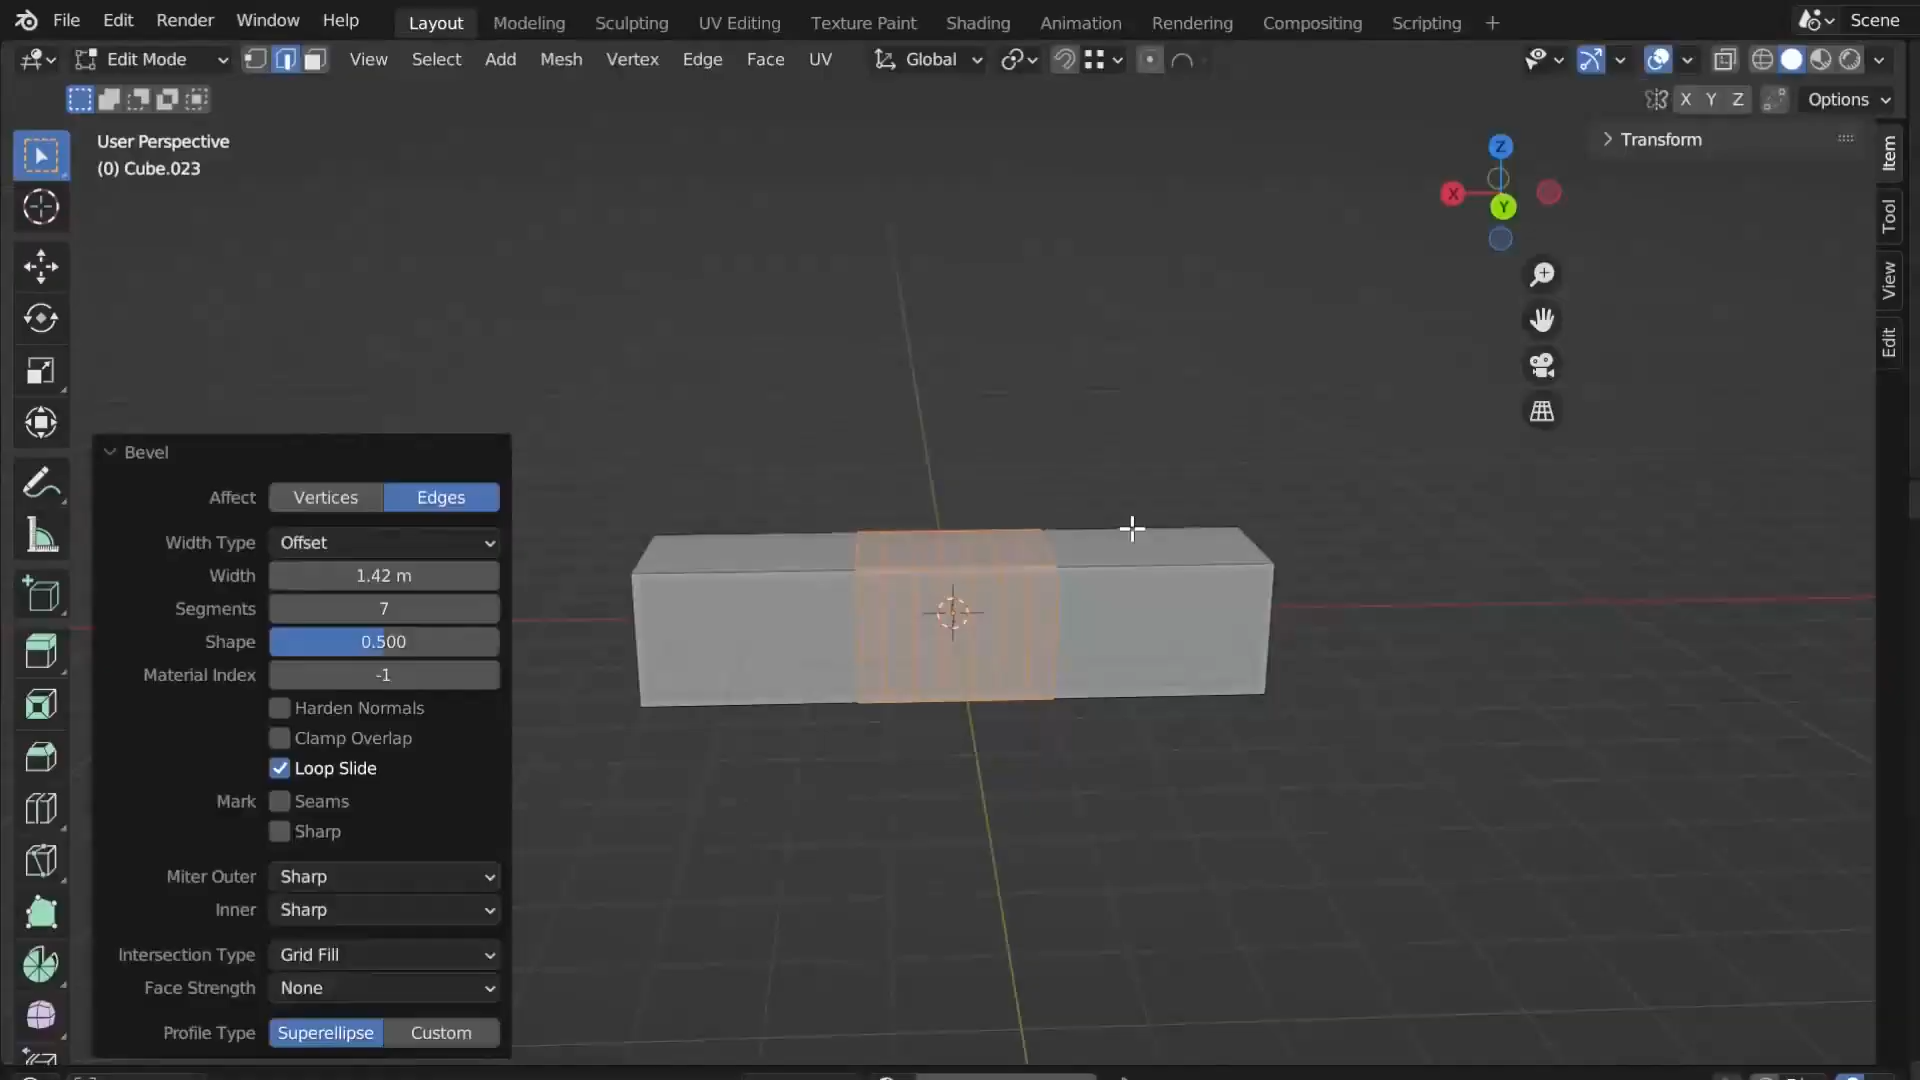 File Edit Render Window Help Layout Modeling Sculpting UV Editing Texture Paint Shading Animation Rendering Compositing Scripting + Scene
Edit Mode View Select Add Mesh Vertex Edge Face UV Global
X Y Z Options
User Perspective
(0) Cube.023
Transform
Z
X
Y
Item
Tool
View
Edit
Bevel
Affect Vertices Edges
Width Type Offset
Width 1.42 m
Segments 7
Shape 0.500
Material Index -1
Harden Normals
Clamp Overlap
Loop Slide
Mark Seams
Sharp
Miter Outer Sharp
Inner Sharp
Intersection Type Grid Fill
Face Strength None
Profile Type Superellipse Custom